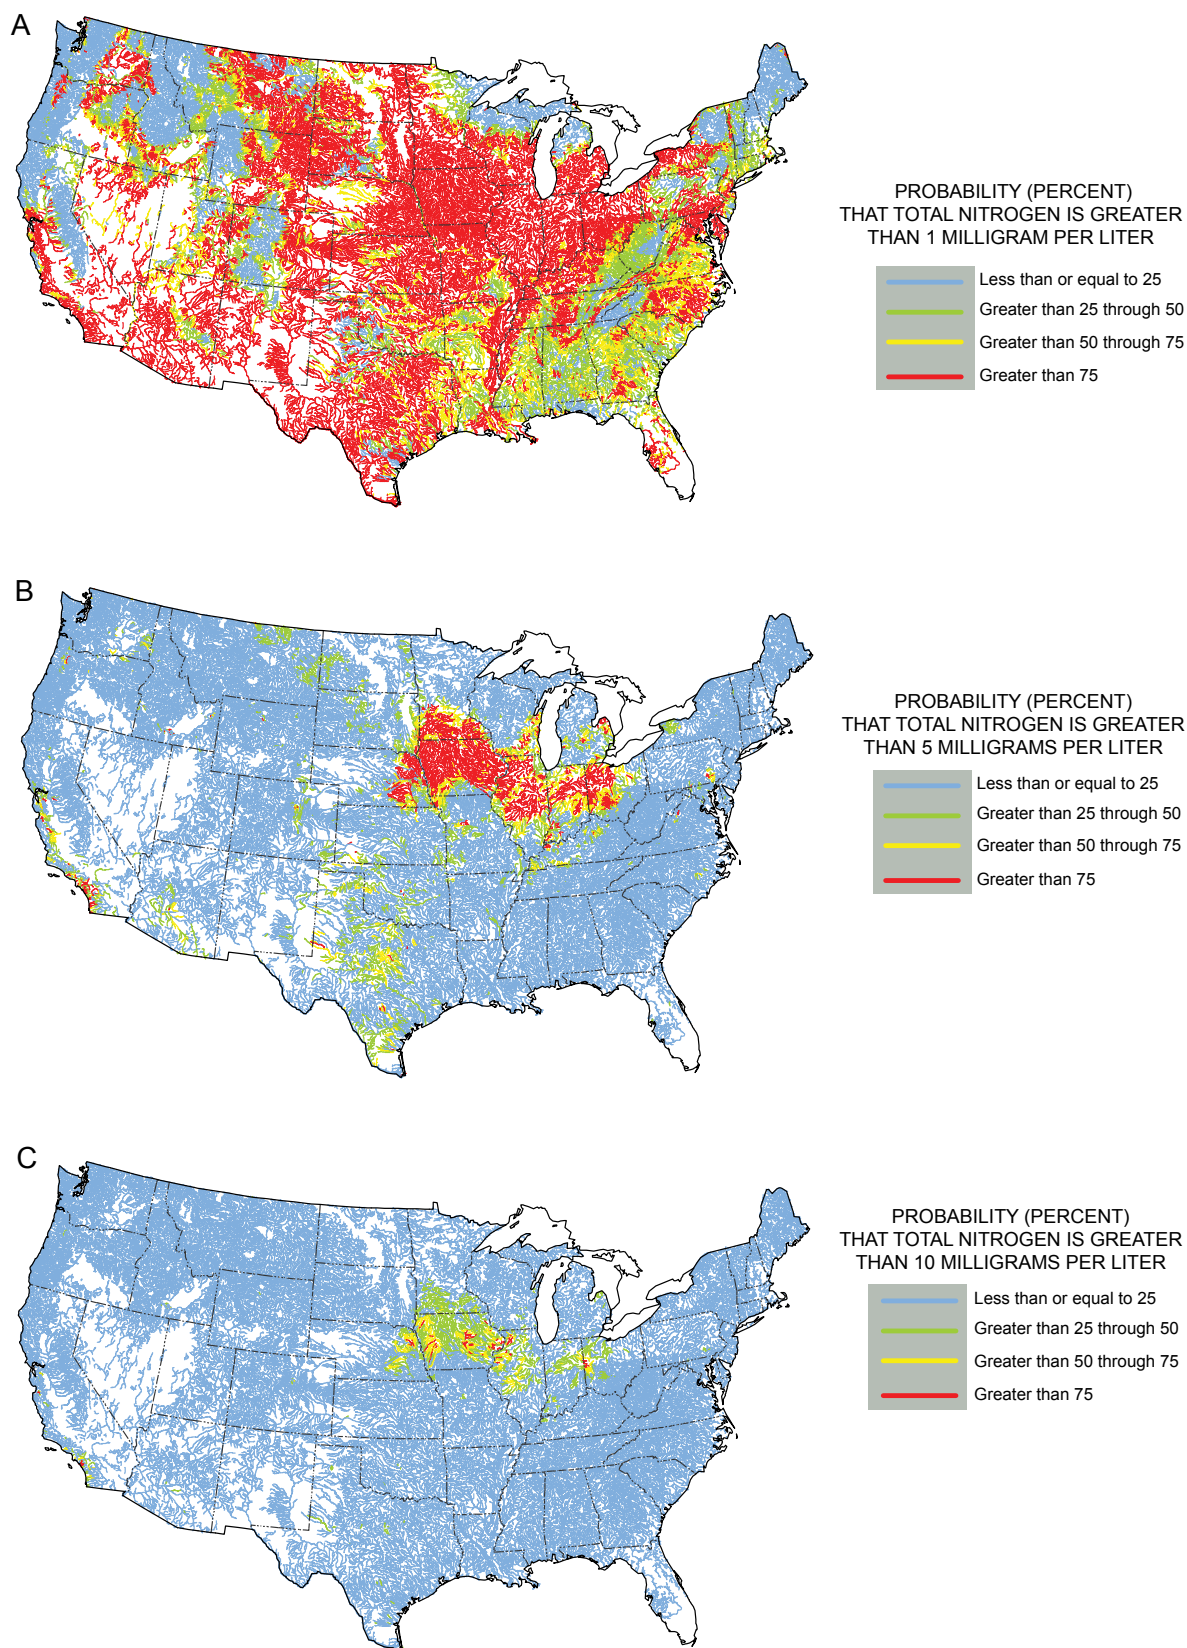 A
PROBABILITY (PERCENT)
THAT TOTAL NITROGEN IS GREATER
THAN 1 MILLIGRAM PER LITER
Less than or equal to 25
Greater than 25 through 50
Greater than 50 through 75
Greater than 75
B
PROBABILITY (PERCENT)
THAT TOTAL NITROGEN IS GREATER
THAN 5 MILLIGRAMS PER LITER
Less than or equal to 25
Greater than 25 through 50
Greater than 50 through 75
Greater than 75
C
PROBABILITY (PERCENT)
THAT TOTAL NITROGEN IS GREATER
THAN 10 MILLIGRAMS PER LITER
Less than or equal to 25
Greater than 25 through 50
Greater than 50 through 75
Greater than 75